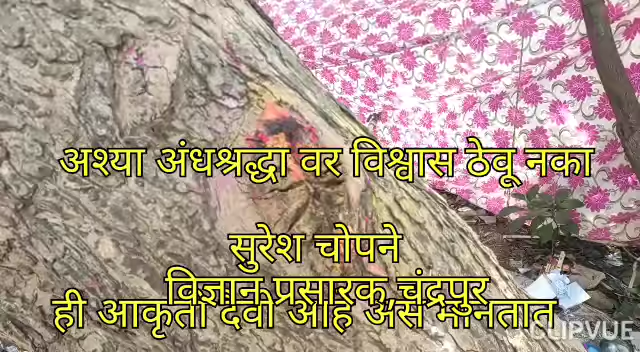 अश्या अंधश्रद्धा वर विश्वास ठेवू नका
सुरेश चोपने
विज्ञान प्रसारक,चंद्रपुर
ही आकृती देवी आहे असे मानतात
CLIPVUE